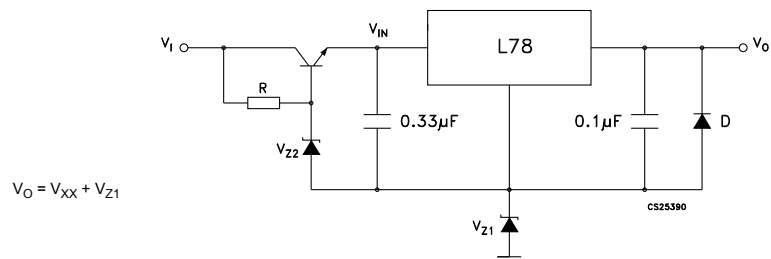 V_I
V_IN
L78
V_O
R
0.33µF
0.1µF
D
V_Z2
V_O = V_XX + V_Z1
CS25390
V_Z1